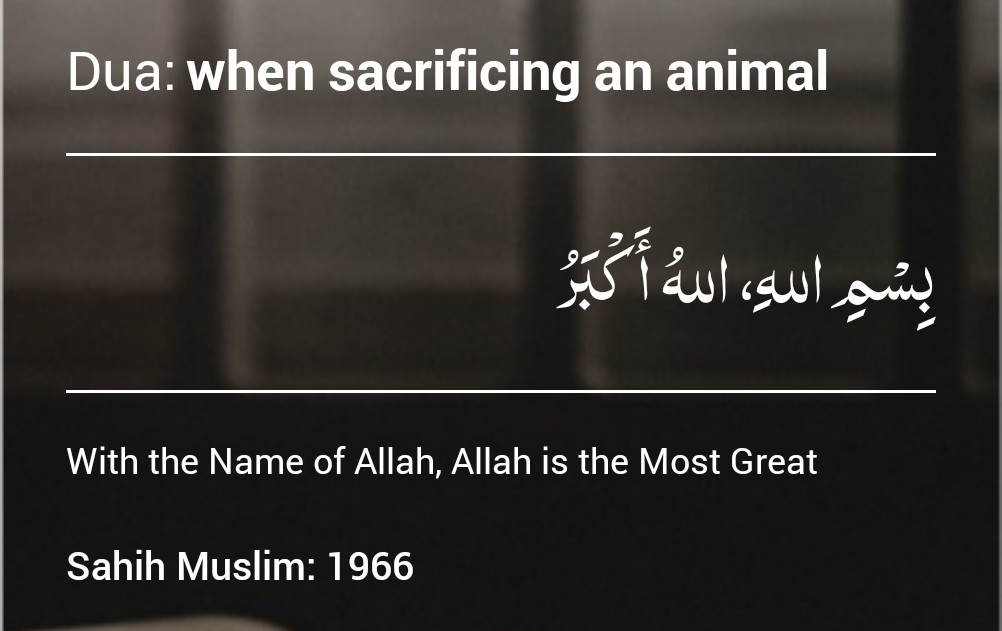 Dua: when sacrificing an animal
بِسْمِ اللهِ، اللهُ أَكْبَرُ
With the Name of Allah, Allah is the Most Great
Sahih Muslim: 1966